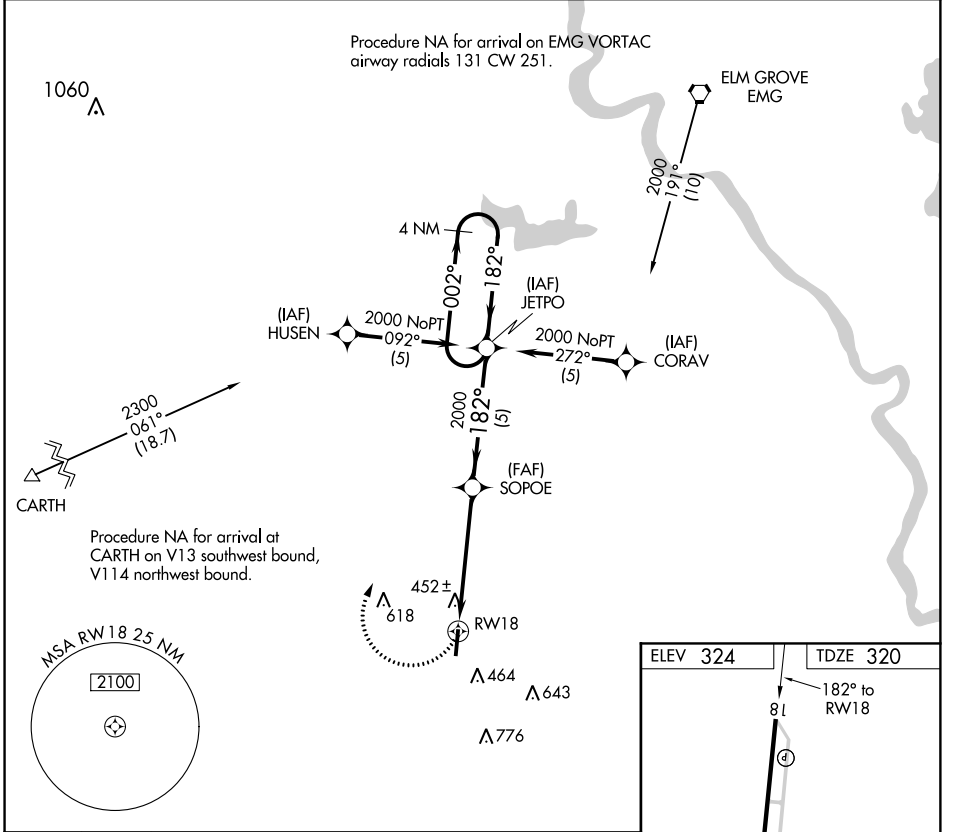 Procedure NA for arrival on EMG VORTAC
airway radials 131 CW 251.
1060
ELM GROVE
EMG
2000
191°
(10)
4 NM
002°
182°
(IAF)
JETPO
(IAF)
HUSEN
2000 NoPT
092°
(5)
2000 NoPT
272°
(5)
(IAF)
CORAV
2300
061°
(18.7)
CARTH
2000
182°
(5)
(FAF)
SOPOE
Procedure NA for arrival at
CARTH on V13 southwest bound,
V114 northwest bound.
452±
618
RW18
464
643
776
MSA RW18 25 NM
2100
ELEV 324
TDZE 320
182° to
RW18
18
P